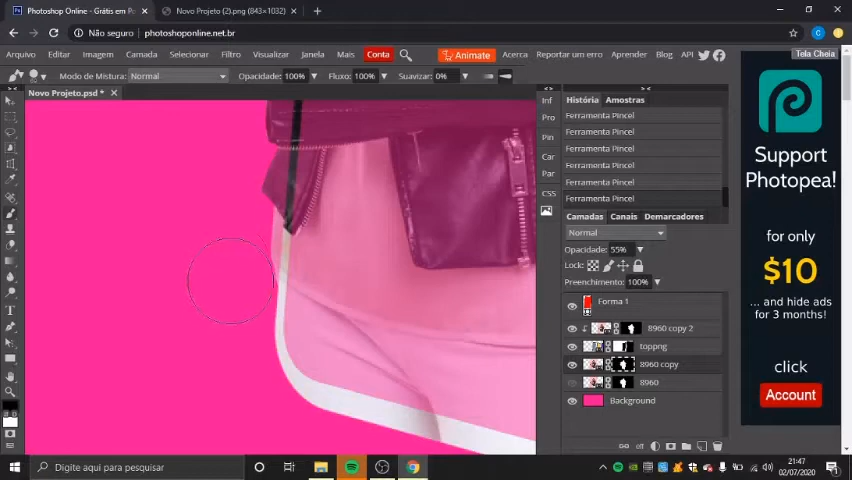 Photoshop Online - Grátis em Po
Novo Projeto (2).png (843×1032)
Não seguro | photoshoponline.net.br
Arquivo Editar Imagem Camada Selecionar Filtro Visualizar Janela Mais Conta Animate Acerca Reportar um erro Aprender Blog API
Tela Cheia
Modo de Mistura: Normal Opacidade: 100% Fluxo: 100% Suavizar: 0%
Novo Projeto.psd *
Inf
Pro
Pin
Car
Par
CSS
História Amostras
Ferramenta Pincel
Ferramenta Pincel
Ferramenta Pincel
Ferramenta Pincel
Ferramenta Pincel
Ferramenta Pincel
Camadas Canais Demarcadores
Normal
Opacidade: 55%
Lock:
Preenchimento: 100%
Forma 1
8960 copy 2
toppng
8960 copy
8960
Background
Support
Photopea!
for only
$10
... and hide ads
for 3 months!
click
Account
Digite aqui para pesquisar
21:47
02/07/2020